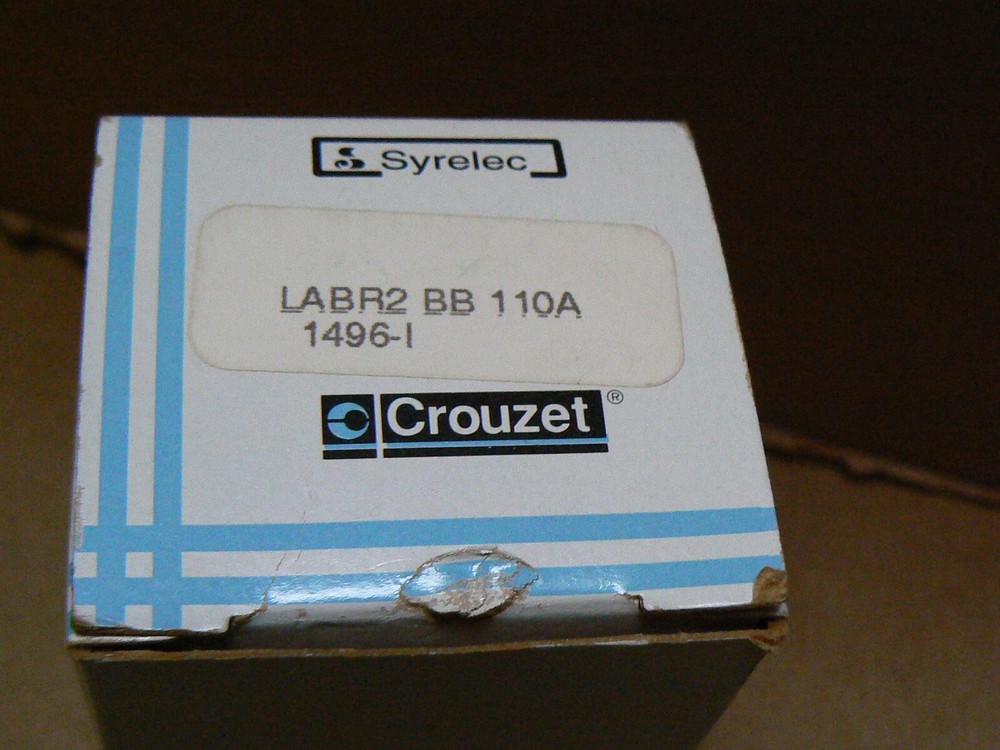 Syrelec
LABR2 BB 110A
1496-I
Crouzet®